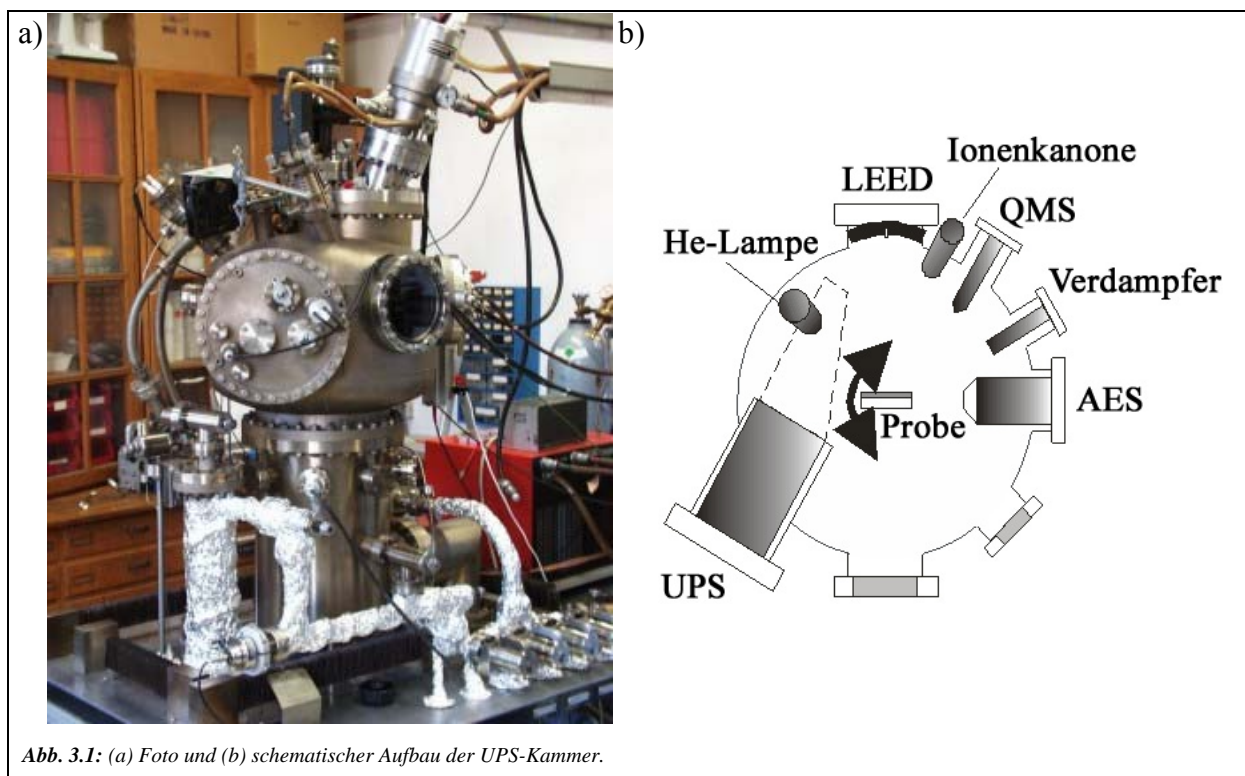 a)
b)
Ionenkanone
LEED
QMS
He-Lampe
Verdampfer
AES
Probe
UPS
Abb. 3.1: (a) Foto und (b) schematischer Aufbau der UPS-Kammer.